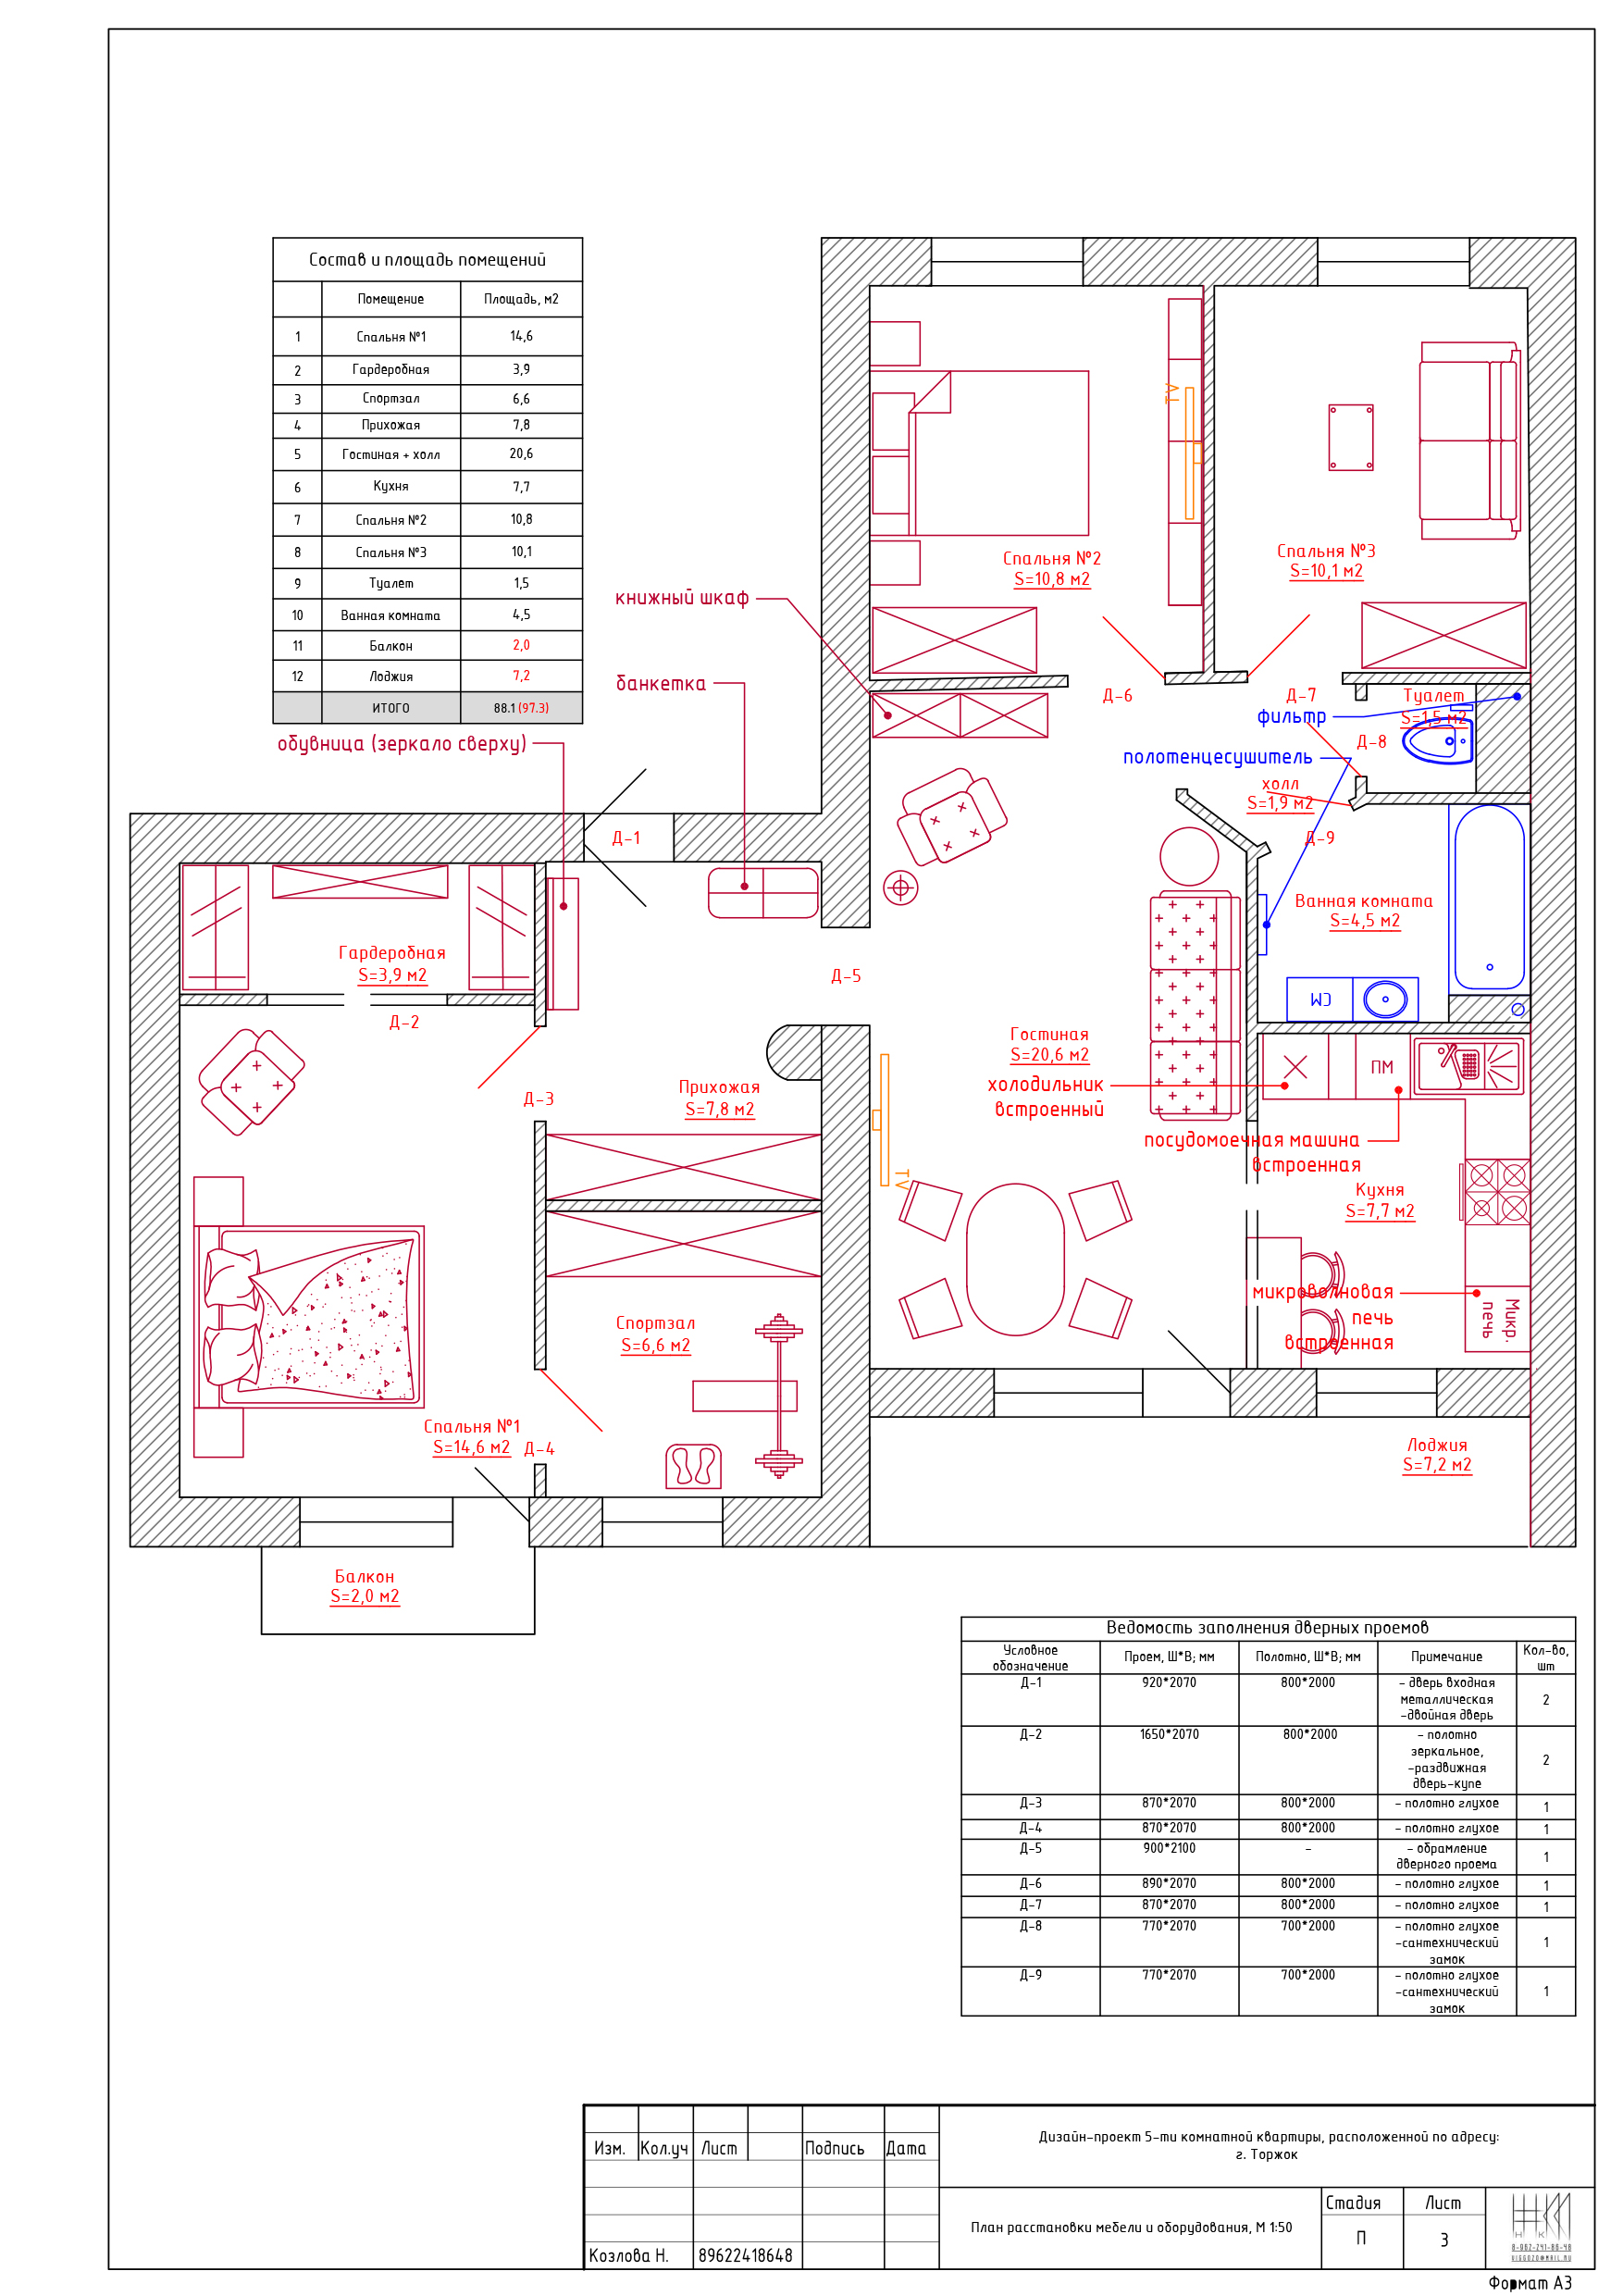 Состав и площадь помещений
Помещение Площадь, м2
1 Спальня №1 14,6
2 Гардеробная 3,9
3 Спортзал 6,6
4 Прихожая 7,8
5 Гостиная + холл 20,6
6 Кухня 7,7
7 Спальня №2 10,8
8 Спальня №3 10,1
9 Туалет 1,5
10 Ванная комната 4,5
11 Балкон 2,0
12 Лоджия 7,2
ИТОГО 88.1 (97.3)
TV
Спальня №2
S=10,8 м2
Спальня №3
S=10,1 м2
книжный шкаф
банкетка
обувница (зеркало сверху)
Д-6
Д-7
Туалет
S=1,5 м2
фильтр
Д-8
полотенцесушитель
холл
S=1,9 м2
Д-1
Д-9
Ванная комната
S=4,5 м2
Гардеробная
S=3,9 м2
Д-5
СМ
Д-2
Гостиная
S=20,6 м2
холодильник
встроенный
ПМ
Прихожая
S=7,8 м2
Д-3
посудомоечная машина
встроенная
TV
Кухня
S=7,7 м2
микроволновая
печь
встроенная
Микр.
печь
Спортзал
S=6,6 м2
Спальня №1
S=14,6 м2
Д-4
Лоджия
S=7,2 м2
Балкон
S=2,0 м2
Ведомость заполнения дверных проемов
Условное
обозначение Проем, Ш*В; мм Полотно, Ш*В; мм Примечание Кол-во,
шт
Д-1 920*2070 800*2000 - дверь входная
металлическая
-двойная дверь 2
Д-2 1650*2070 800*2000 - полотно
зеркальное,
-раздвижная
дверь-купе 2
Д-3 870*2070 800*2000 - полотно глухое 1
Д-4 870*2070 800*2000 - полотно глухое 1
Д-5 900*2100 - - обрамление
дверного проема 1
Д-6 890*2070 800*2000 - полотно глухое 1
Д-7 870*2070 800*2000 - полотно глухое 1
Д-8 770*2070 700*2000 - полотно глухое
-сантехнический
замок 1
Д-9 770*2070 700*2000 - полотно глухое
-сантехнический
замок 1
Изм. Кол.уч Лист Подпись Дата
Дизайн-проект 5-ти комнатной квартиры, расположенной по адресу:
г. Торжок
План расстановки мебели и оборудования, М 1:50
Стадия Лист
П 3
Козлова Н. 89622418648
Н К
8-962-241-86-48
Формат А3